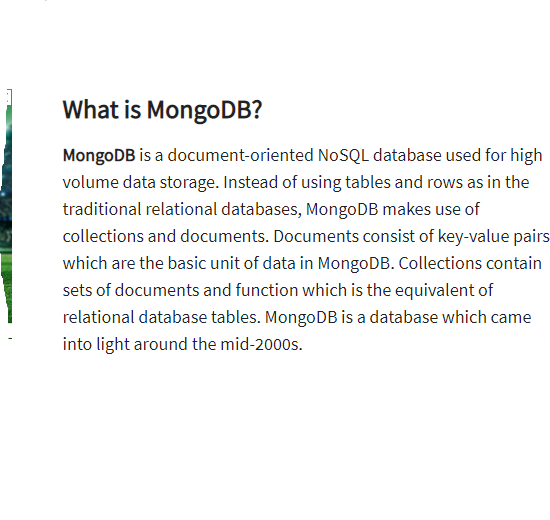 What is MongoDB?
MongoDB is a document-oriented NoSQL database used for high
volume data storage. Instead of using tables and rows as in the
traditional relational databases, MongoDB makes use of
collections and documents. Documents consist of key-value pairs
which are the basic unit of data in MongoDB. Collections contain
sets of documents and function which is the equivalent of
relational database tables. MongoDB is a database which came
into light around the mid-2000s.